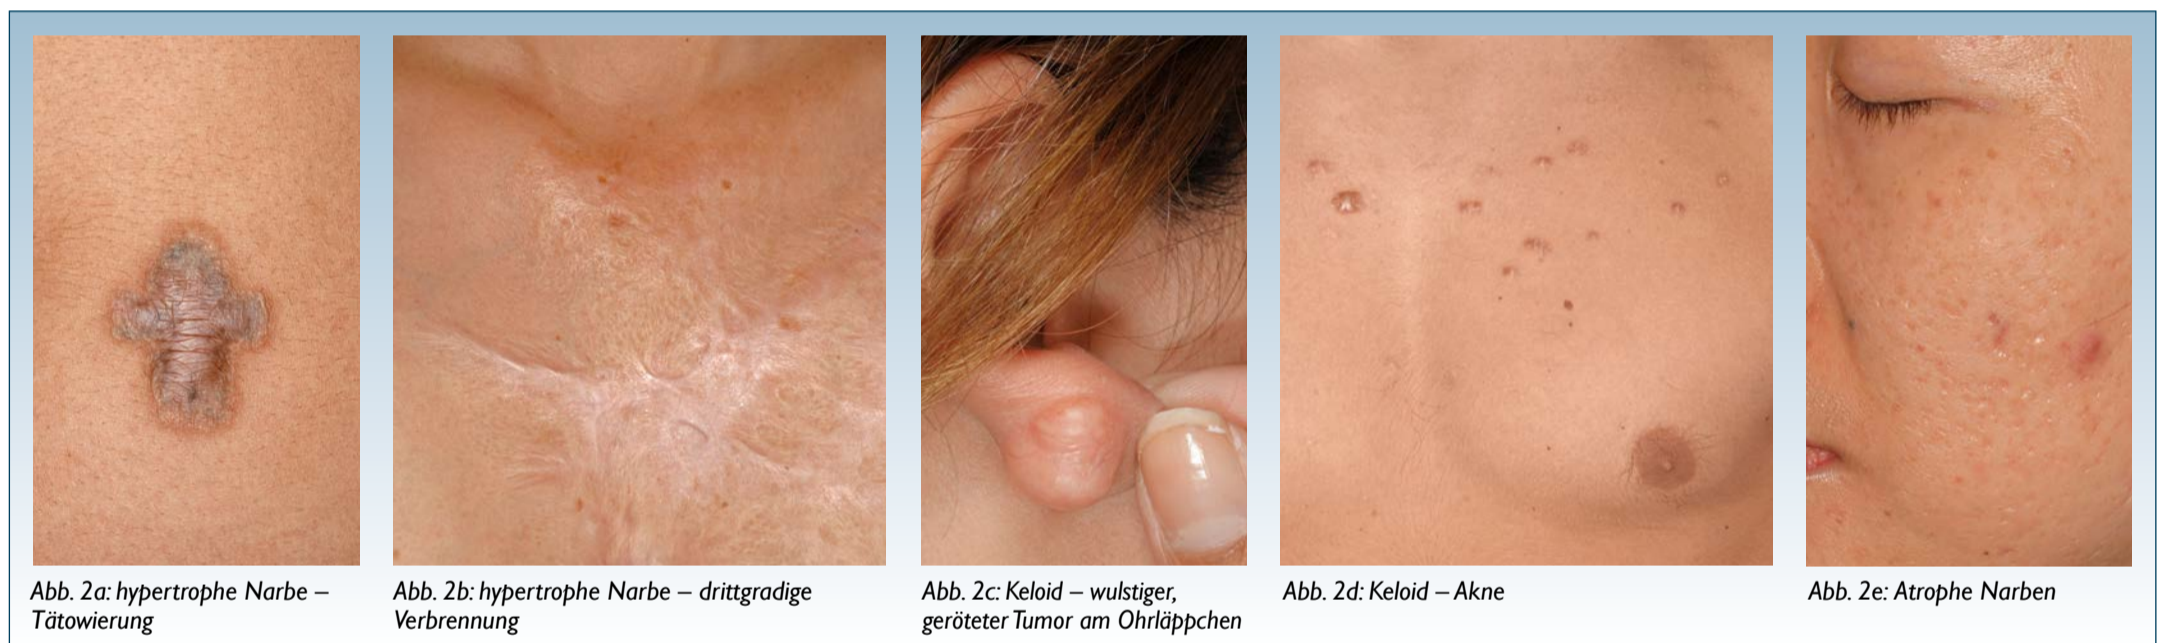 Abb. 2a: hypertrophe Narbe –
Tätowierung
Abb. 2b: hypertrophe Narbe – drittgradige
Verbrennung
Abb. 2c: Keloid – wulstiger,
geröteter Tumor am Ohrläppchen
Abb. 2d: Keloid – Akne
Abb. 2e: Atrophe Narben